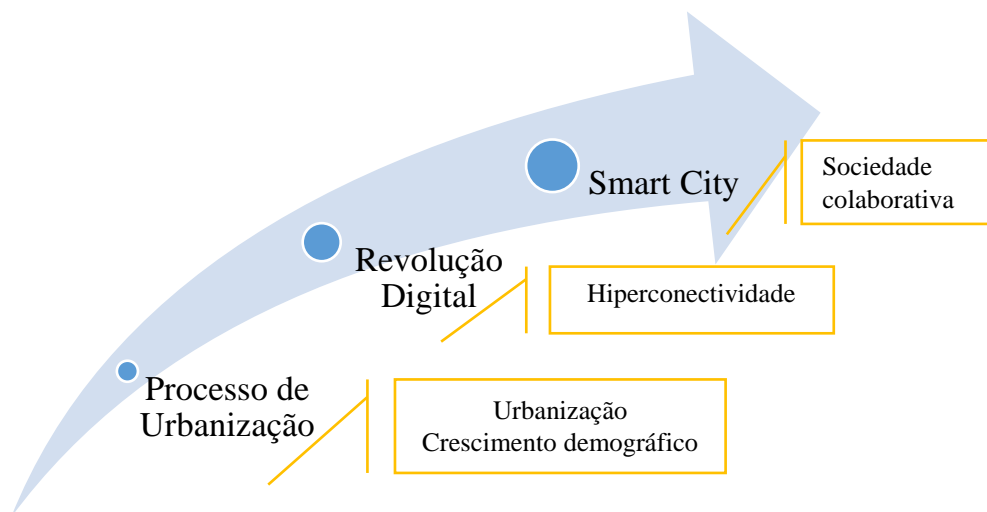 Smart City
Sociedade
colaborativa
Revolução
Digital
Hiperconectividade
Processo de
Urbanização
Urbanização
Crescimento demográfico